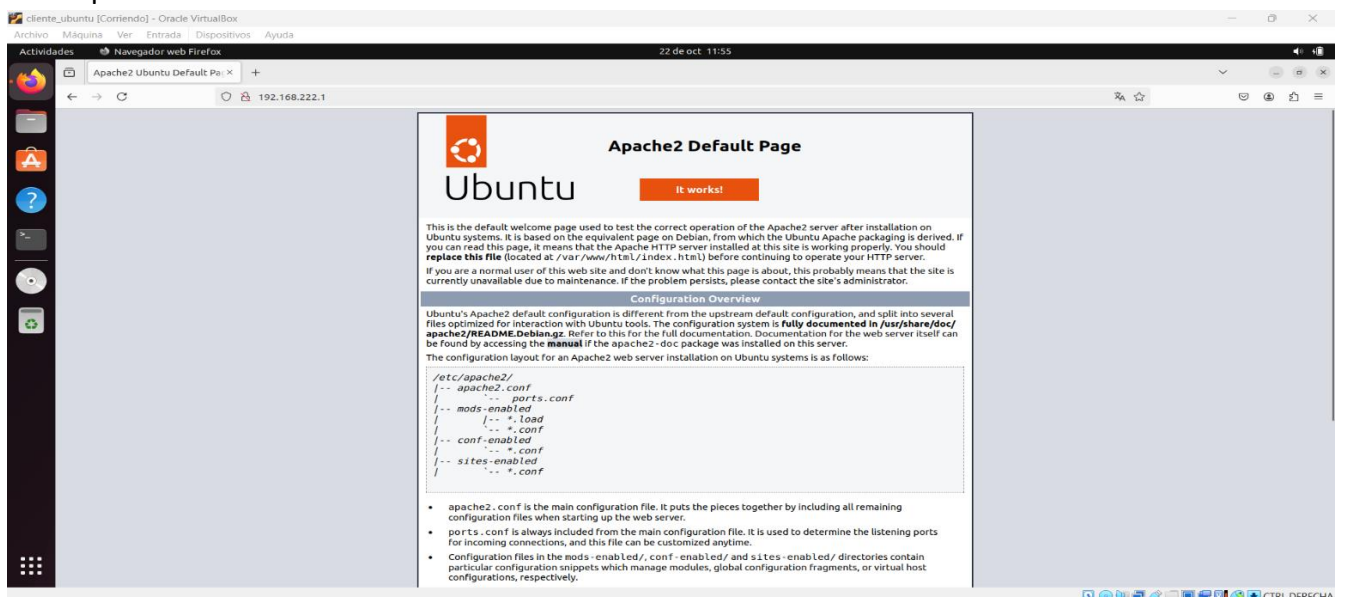 cliente_ubuntu [Corriendo] - Oracle VirtualBox
Archivo Máquina Ver Entrada Dispositivos Ayuda
Actividades Navegador web Firefox 22 de oct 11:55
Apache2 Ubuntu Default Pa
192.168.222.1
Apache2 Default Page
Ubuntu
It works!
This is the default welcome page used to test the correct operation of the Apache2 server after installation on
Ubuntu systems. It is based on the equivalent page on Debian, from which the Ubuntu Apache packaging is derived. If
you can read this page, it means that the Apache HTTP server installed at this site is working properly. You should
replace this file (located at /var/www/html/index.html) before continuing to operate your HTTP server.
If you are a normal user of this web site and don't know what this page is about, this probably means that the site is
currently unavailable due to maintenance. If the problem persists, please contact the site's administrator.
Configuration Overview
Ubuntu's Apache2 default configuration is different from the upstream default configuration, and split into several
files optimized for interaction with Ubuntu tools. The configuration system is fully documented in /usr/share/doc/
apache2/README.Debian.gz. Refer to this for the full documentation. Documentation for the web server itself can
be found by accessing the manual if the apache2-doc package was installed on this server.
The configuration layout for an Apache2 web server installation on Ubuntu systems is as follows:
/etc/apache2/
|-- apache2.conf
|       `--  ports.conf
|-- mods-enabled
|       |-- *.load
|       `-- *.conf
|-- conf-enabled
|       `-- *.conf
|-- sites-enabled
|       `-- *.conf
• apache2.conf is the main configuration file. It puts the pieces together by including all remaining
configuration files when starting up the web server.
• ports.conf is always included from the main configuration file. It is used to determine the listening ports
for incoming connections, and this file can be customized anytime.
• Configuration files in the mods-enabled/, conf-enabled/ and sites-enabled/ directories contain
particular configuration snippets which manage modules, global configuration fragments, or virtual host
configurations, respectively.
CTRL DERECHA